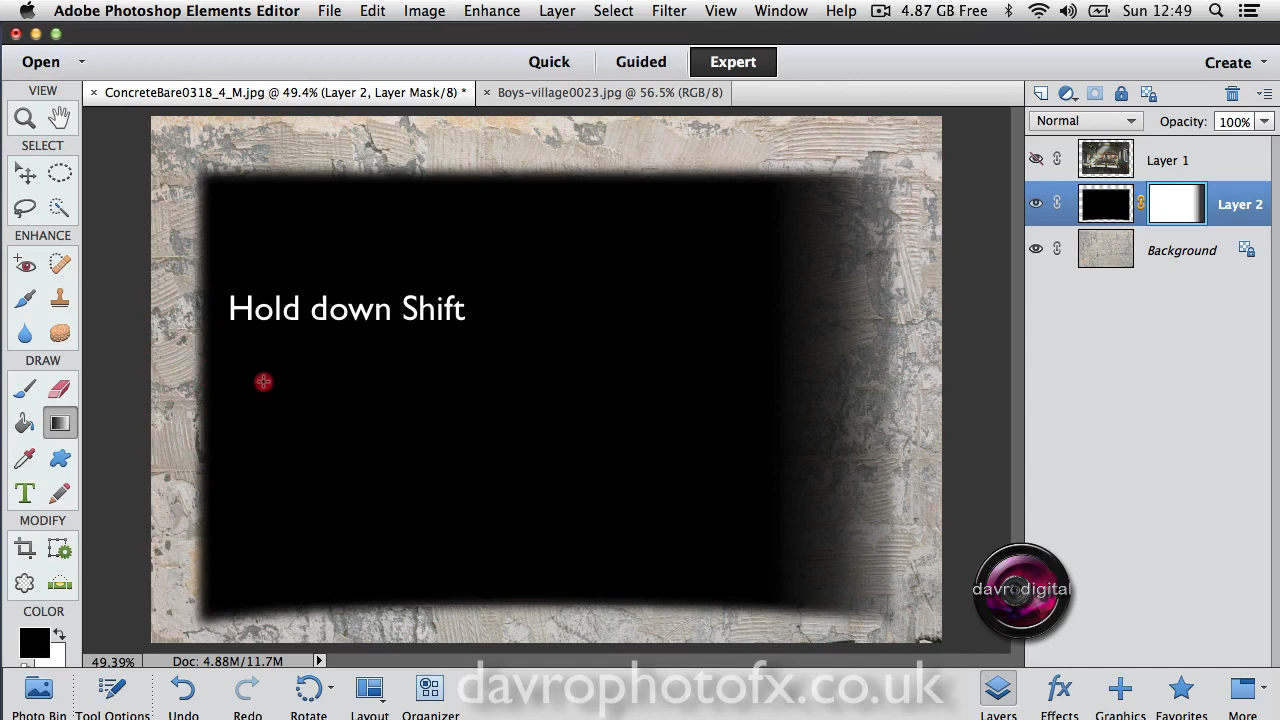 Adobe Photoshop Elements Editor File Edit Image Enhance Layer Select Filter View Window Help 4.87 GB Free Sun 12:49
Open Quick Guided Expert Create
VIEW × ConcreteBare0318_4_M.jpg @ 49.4% (Layer 2, Layer Mask/8) * × Boys-village0023.jpg @ 56.5% (RGB/8)
Normal Opacity: 100%
SELECT
Layer 1
Layer 2
ENHANCE
Background
Hold down Shift
DRAW
T
MODIFY
davrodigital
COLOR
49.39% Doc: 4.88M/11.7M
davrophotofx.co.uk
fx
Photo Bin Tool Options Undo Redo Rotate Layout Organizer Layers Effects Graphics Favorites More